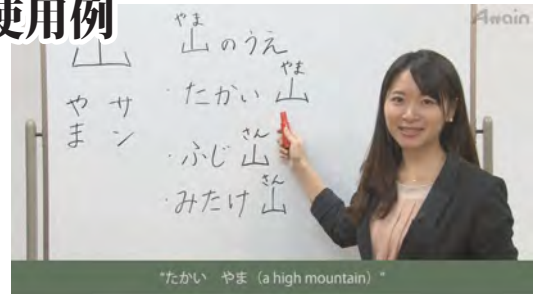 使用例
Attain
山
サン
やま
やま
山のうえ
やま
・たかい山
さん
・ふじ山
さん
・みたけ山
“たかい　やま（a high mountain）”